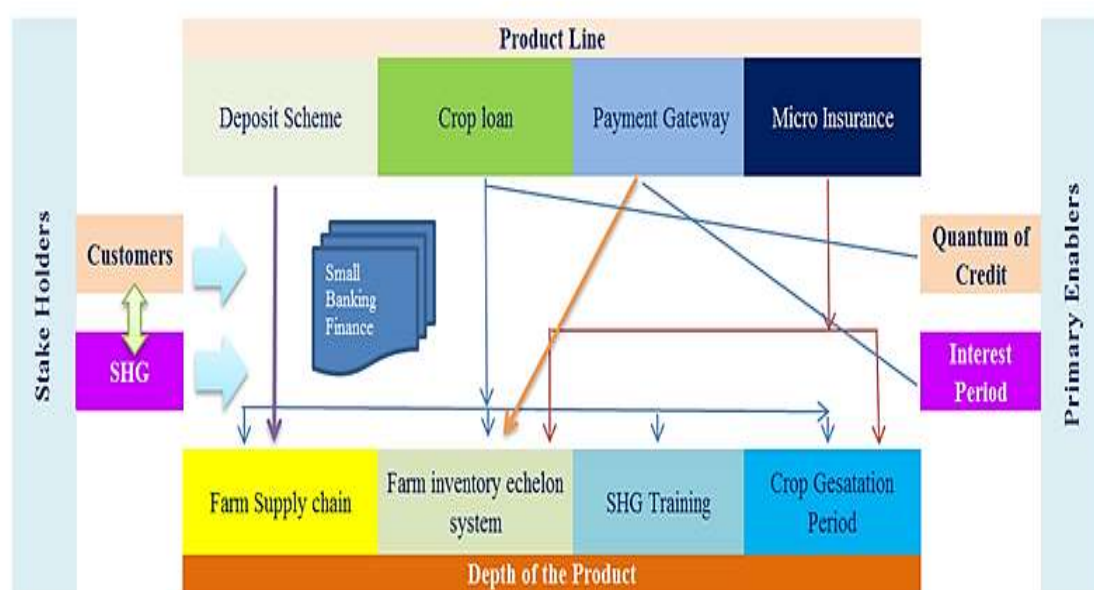 Product Line
Deposit Scheme
Crop loan
Payment Gateway
Micro Insurance
Stake Holders
Customers
SHG
Small
Banking
Finance
Quantum of
Credit
Interest
Period
Primary Enablers
Farm Supply chain
Farm inventory echelon
system
SHG Training
Crop Gesatation
Period
Depth of the Product